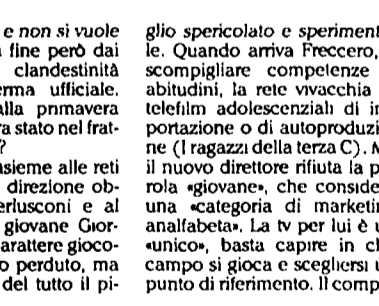 e non si vuole
fine però dai
clandestinità
erma ufficiale.
alla primavera
ra stato nel frat-
?
nsieme alle reti
direzione ob-
erlusconi e al
giovane Gior-
arattere gioco-
o perduto, ma
del tutto il pi-
glio spericolato e speriment
le. Quando arriva Freccero,
scompigliare competenze
abitudini, la rete vivacchia
telefilm adolescenziali di im
portazione o di autoproduzi
ne (I ragazzi della terza C). M
il nuovo direttore rifiuta la p
rola «giovane», che conside
una «categoria di marketin
analfabeta». La tv per lui è u
«unico», basta capire in ch
campo si gioca e scegliersi u
punto di riferimento. Il comp